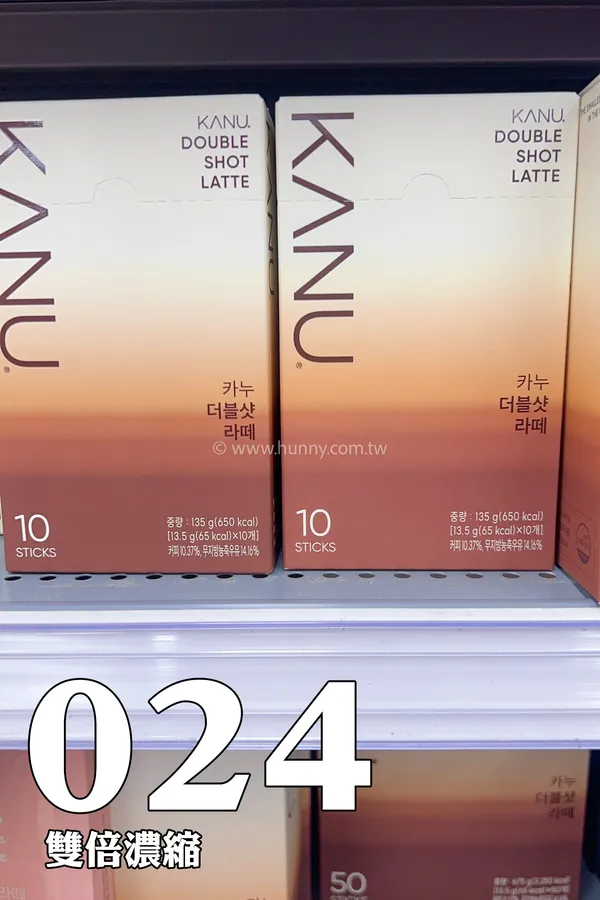 KANU
KANU
DOUBLE
SHOT
LATTE
카누
더블샷
라떼
10
STICKS
중량 : 135 g(650 kcal)
[13.5 g(65 kcal)×10개]
커피 10.37%, 무지방농축우유 14.16%
KANU
KANU
DOUBLE
SHOT
LATTE
카누
더블샷
라떼
10
STICKS
중량 : 135 g(650 kcal)
[13.5 g(65 kcal)×10개]
커피 10.37%, 무지방농축우유 14.16%
© www.hunny.com.tw
024
雙倍濃縮
카누
더블샷
라떼
50
라떼